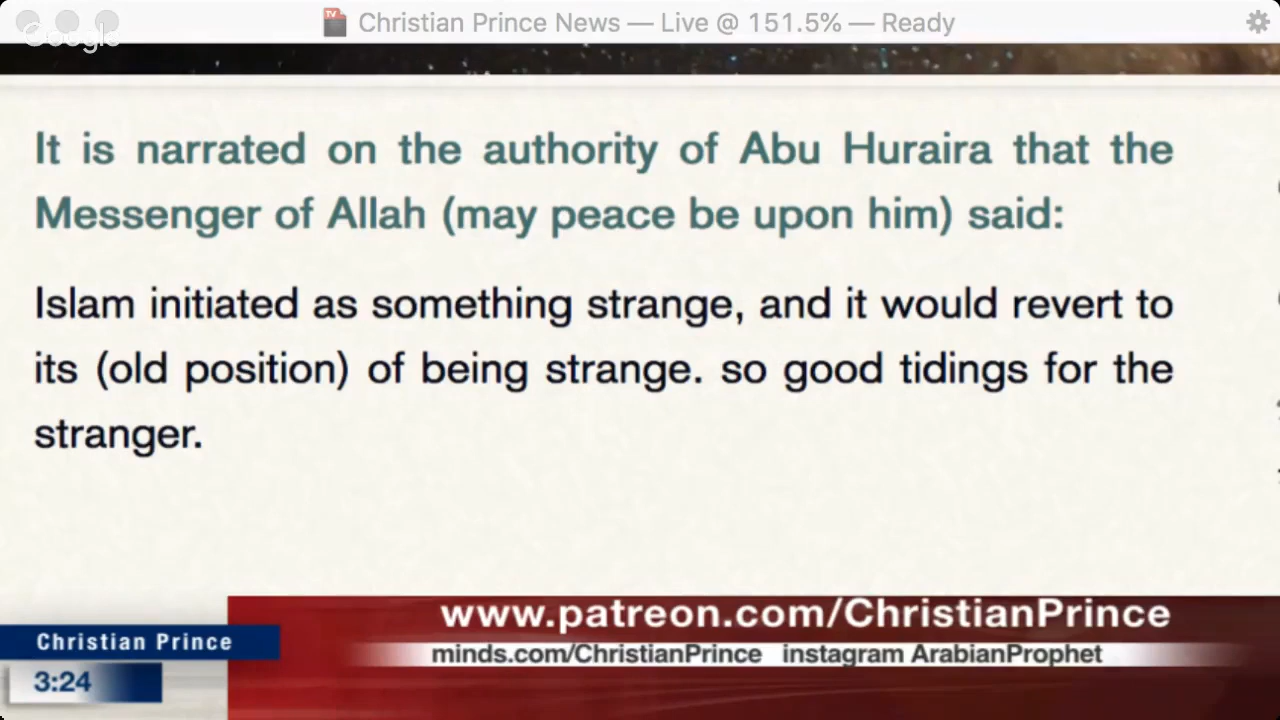 Christian Prince News — Live @ 151.5% — Ready
Google
It is narrated on the authority of Abu Huraira that the
Messenger of Allah (may peace be upon him) said:
Islam initiated as something strange, and it would revert to
its (old position) of being strange. so good tidings for the
stranger.
www.patreon.com/ChristianPrince
Christian Prince
minds.com/ChristianPrince instagram ArabianProphet
3:24